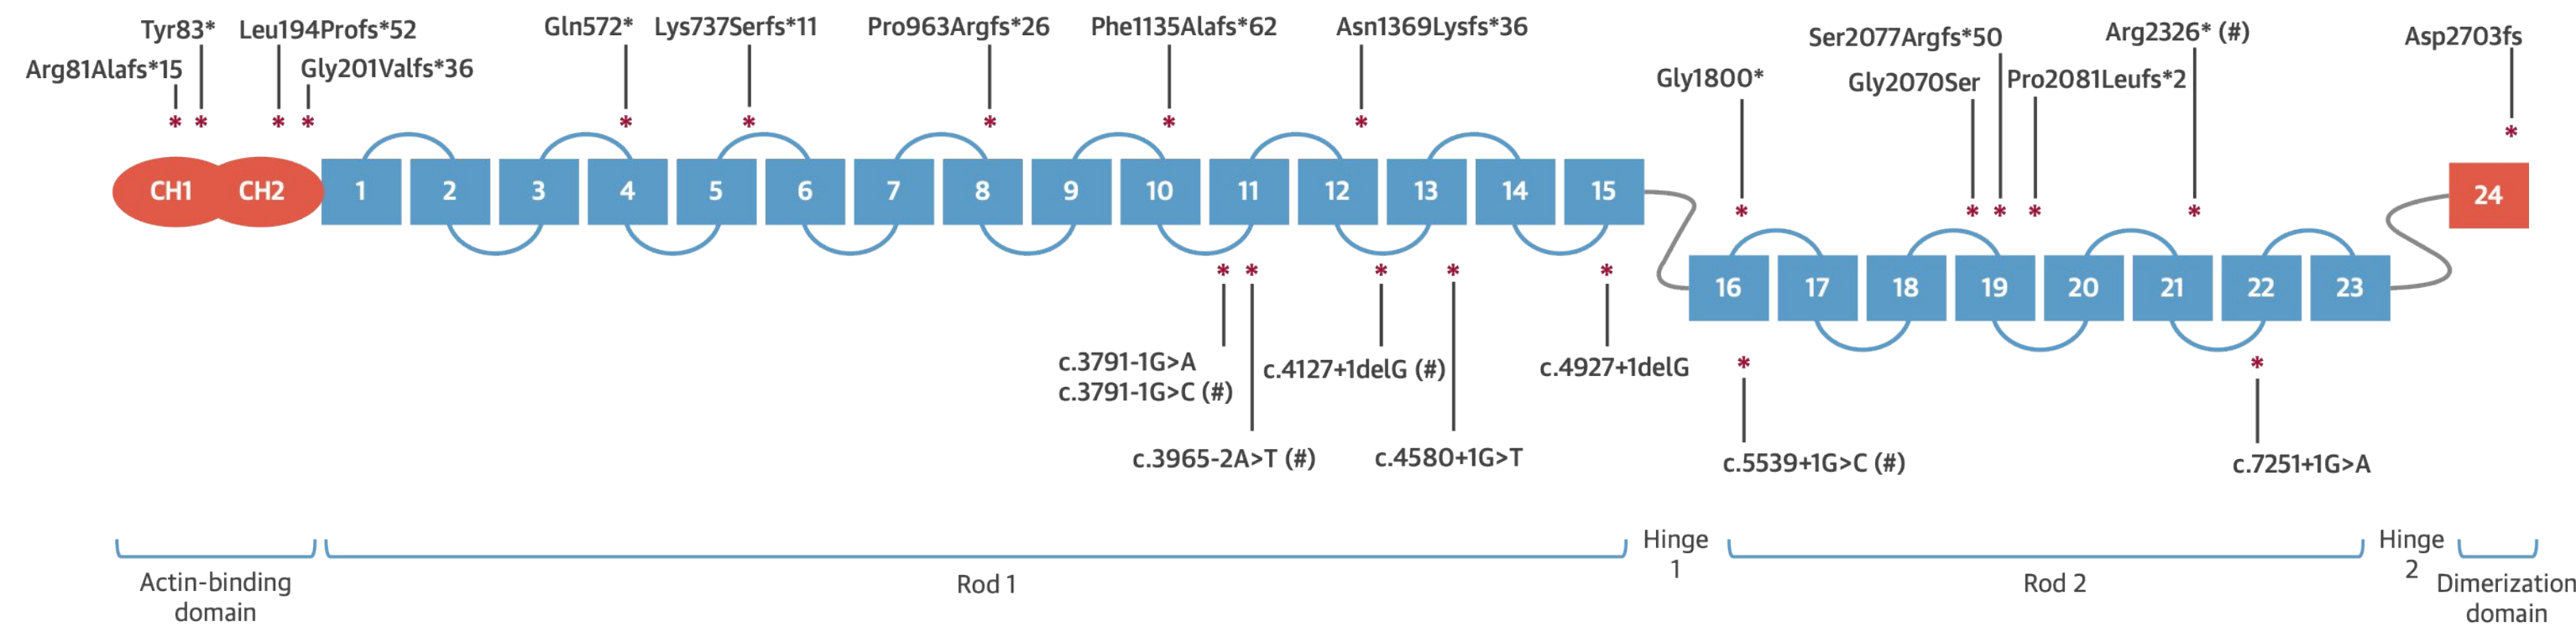 Tyr83*
Leu194Profs*52
Gln572*
Lys737Serfs*11
Pro963Argfs*26
Phe1135Alafs*62
Asn1369Lysfs*36
Ser2077Argfs*50
Arg2326* (#)
Asp2703fs
Arg81Alafs*15
Gly201Valfs*36
Gly1800*
Gly2070Ser
Pro2081Leufs*2
* * * * * * * * * *
* * * * * *
CH1 CH2 1 2 3 4 5 6 7 8 9 10 11 12 13 14 15
24
* * * * *
16 17 18 19 20 21 22 23
* *
c.3791-1G>A
c.3791-1G>C (#)
c.4127+1delG (#)
c.4927+1delG
c.3965-2A>T (#)
c.4580+1G>T
c.5539+1G>C (#)
c.7251+1G>A
Actin-binding
domain
Rod 1
Hinge
1
Rod 2
Hinge
2
Dimerization
domain